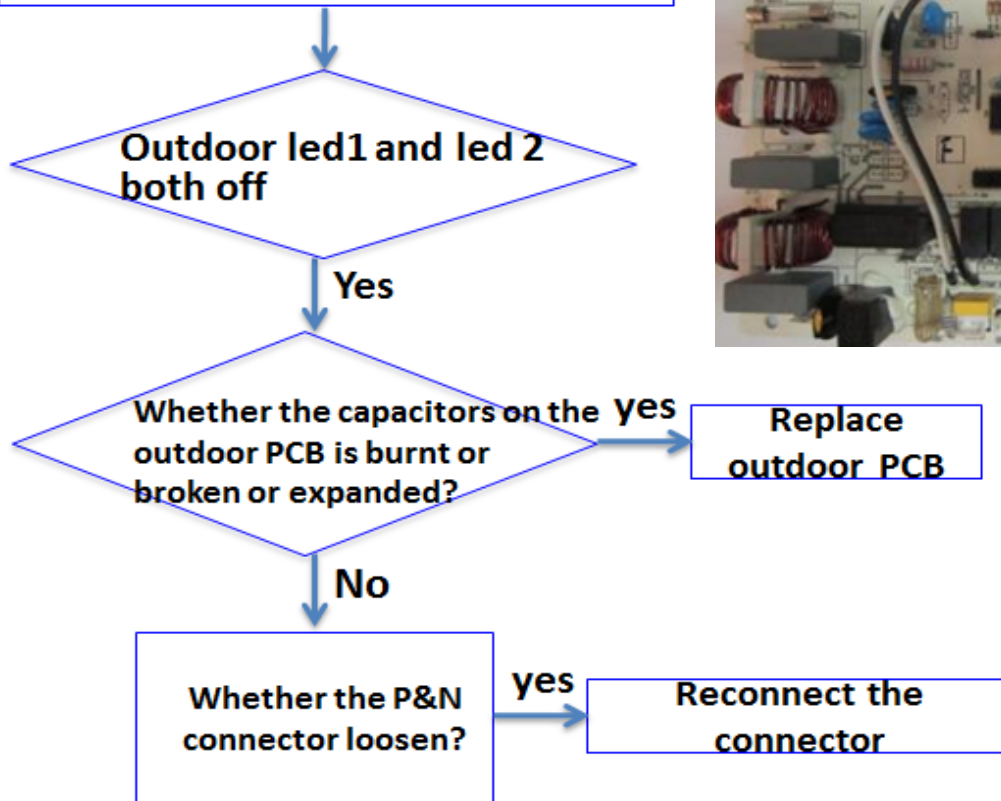 Outdoor led1 and led 2
both off
Yes
Whether the capacitors on the
outdoor PCB is burnt or
broken or expanded?
yes
Replace
outdoor PCB
No
Whether the P&N
connector loosen?
yes
Reconnect the
connector